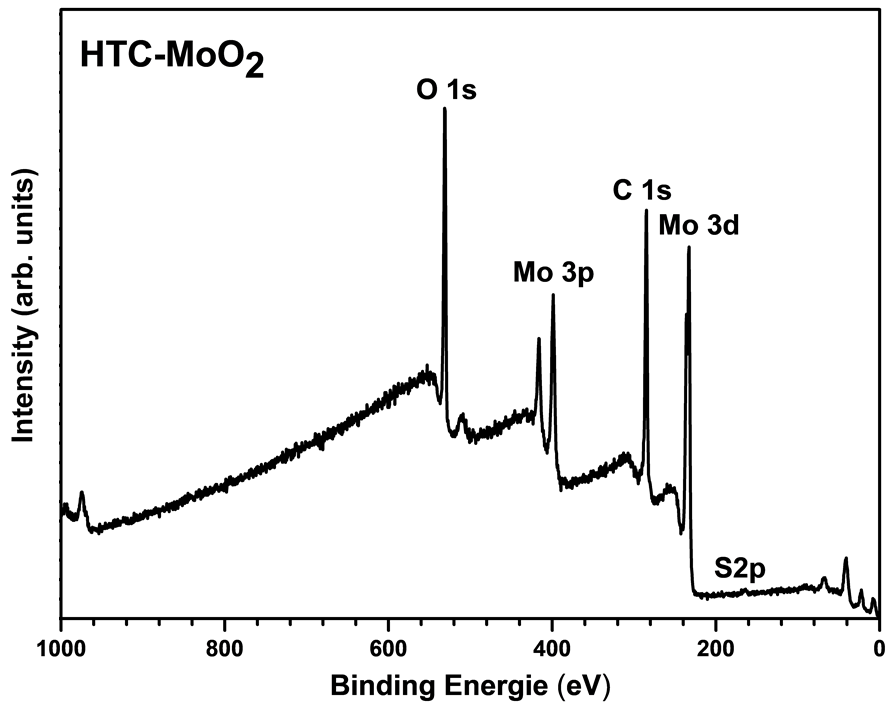 HTC-MoO2
O 1s
C 1s
Mo 3d
Mo 3p
S2p
Intensity (arb. units)
1000 800 600 400 200 0
Binding Energie (eV)